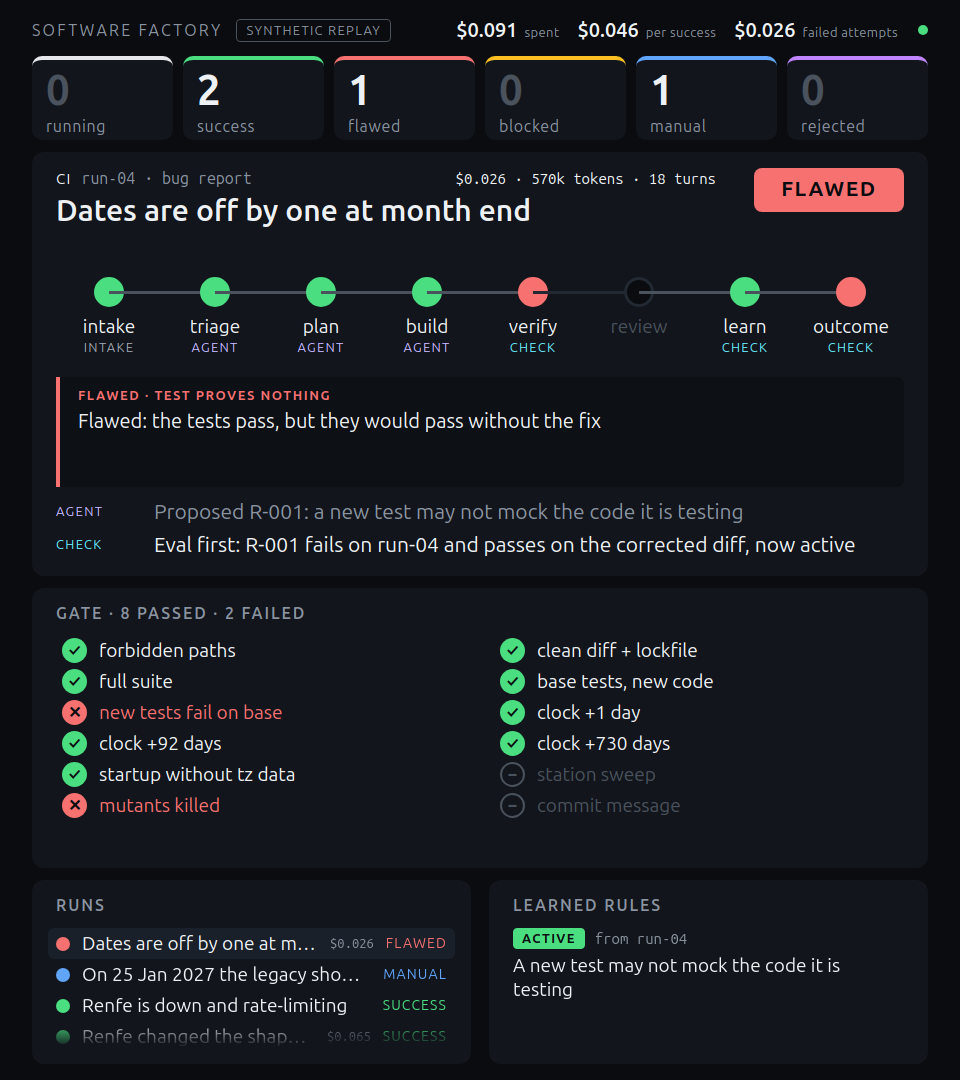 SOFTWARE FACTORY SYNTHETIC REPLAY $0.091 spent $0.046 per success $0.026 failed attempts
0 2 1 0 1 0
running success flawed blocked manual rejected
CI run-04 · bug report $0.026 · 570k tokens · 18 turns FLAWED
Dates are off by one at month end
intake triage plan build verify review learn outcome
INTAKE AGENT AGENT AGENT CHECK CHECK CHECK
FLAWED · TEST PROVES NOTHING
Flawed: the tests pass, but they would pass without the fix
AGENT Proposed R-001: a new test may not mock the code it is testing
CHECK Eval first: R-001 fails on run-04 and passes on the corrected diff, now active
GATE · 8 PASSED · 2 FAILED
forbidden paths clean diff + lockfile
full suite base tests, new code
new tests fail on base clock +1 day
clock +92 days clock +730 days
startup without tz data station sweep
mutants killed commit message
RUNS
Dates are off by one at m... $0.026 FLAWED
On 25 Jan 2027 the legacy sho... MANUAL
Renfe is down and rate-limiting SUCCESS
Renfe changed the shap... $0.065 SUCCESS
LEARNED RULES
ACTIVE from run-04
A new test may not mock the code it is
testing